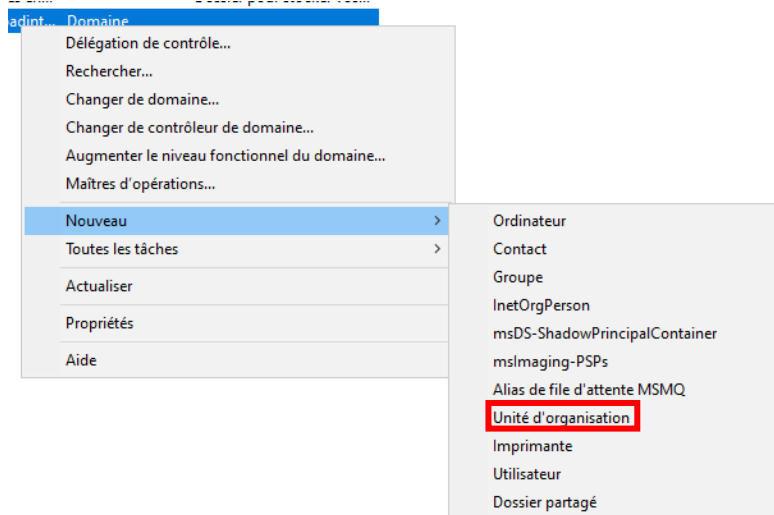 adint... Domaine
Délégation de contrôle...
Rechercher...
Changer de domaine...
Changer de contrôleur de domaine...
Augmenter le niveau fonctionnel du domaine...
Maîtres d'opérations...
Nouveau
Toutes les tâches
Actualiser
Propriétés
Aide
Ordinateur
Contact
Groupe
InetOrgPerson
msDS-ShadowPrincipalContainer
msImaging-PSPs
Alias de file d'attente MSMQ
Unité d'organisation
Imprimante
Utilisateur
Dossier partagé